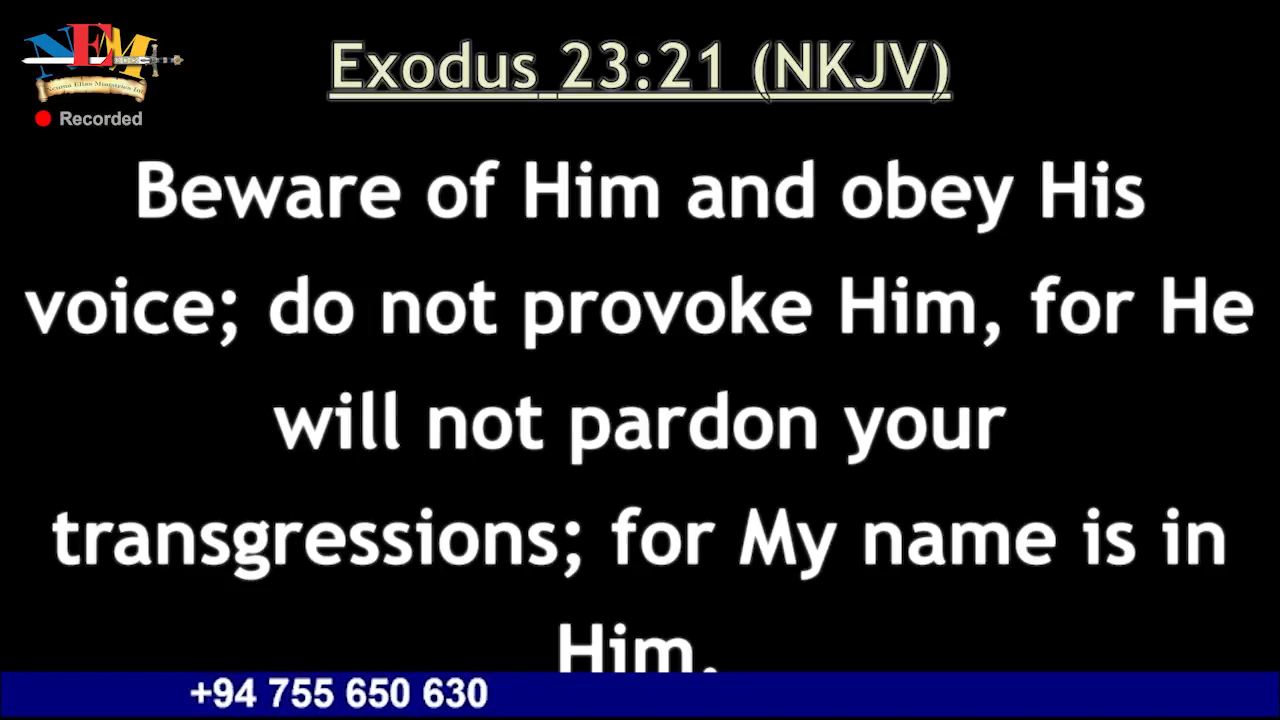 NEM
Recorded
Exodus 23:21 (NKJV)
Beware of Him and obey His
voice; do not provoke Him, for He
will not pardon your
transgressions; for My name is in
Him.
+94 755 650 630